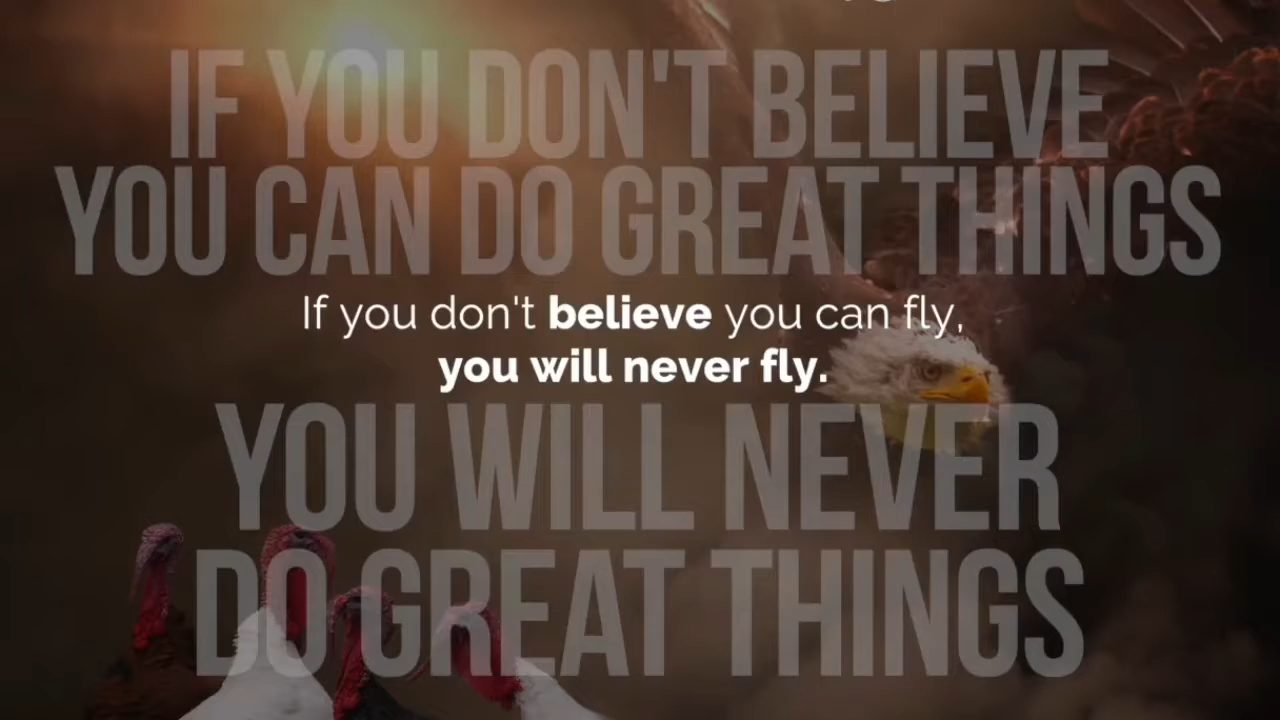 IF YOU DON'T BELIEVE
YOU CAN DO GREAT THINGS
If you don't believe you can fly,
you will never fly.
YOU WILL NEVER
DO GREAT THINGS